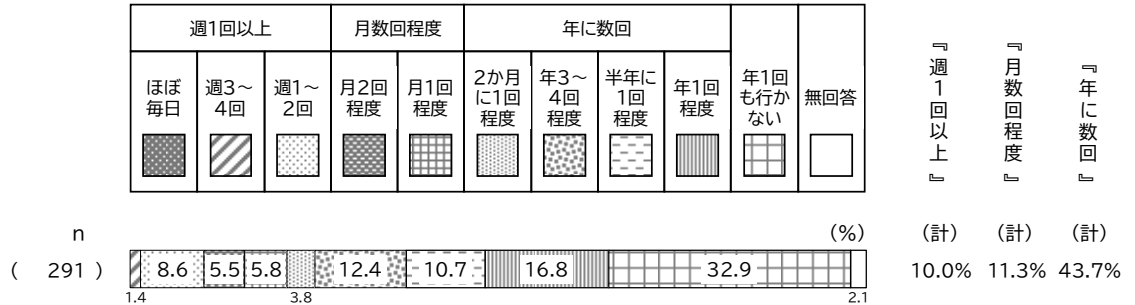 週1回以上 月数回程度 年に数回
ほぼ毎日 週3～4回 週1～2回 月2回程度 月1回程度 2か月に1回程度 年3～4回程度 半年に1回程度 年1回程度 年1回も行かない 無回答
『週1回以上』 『月数回程度』 『年に数回』
n (%) (計) (計) (計)
( 291 ) 8.6 5.5 5.8 12.4 10.7 16.8 32.9 10.0% 11.3% 43.7%
1.4 3.8 2.1